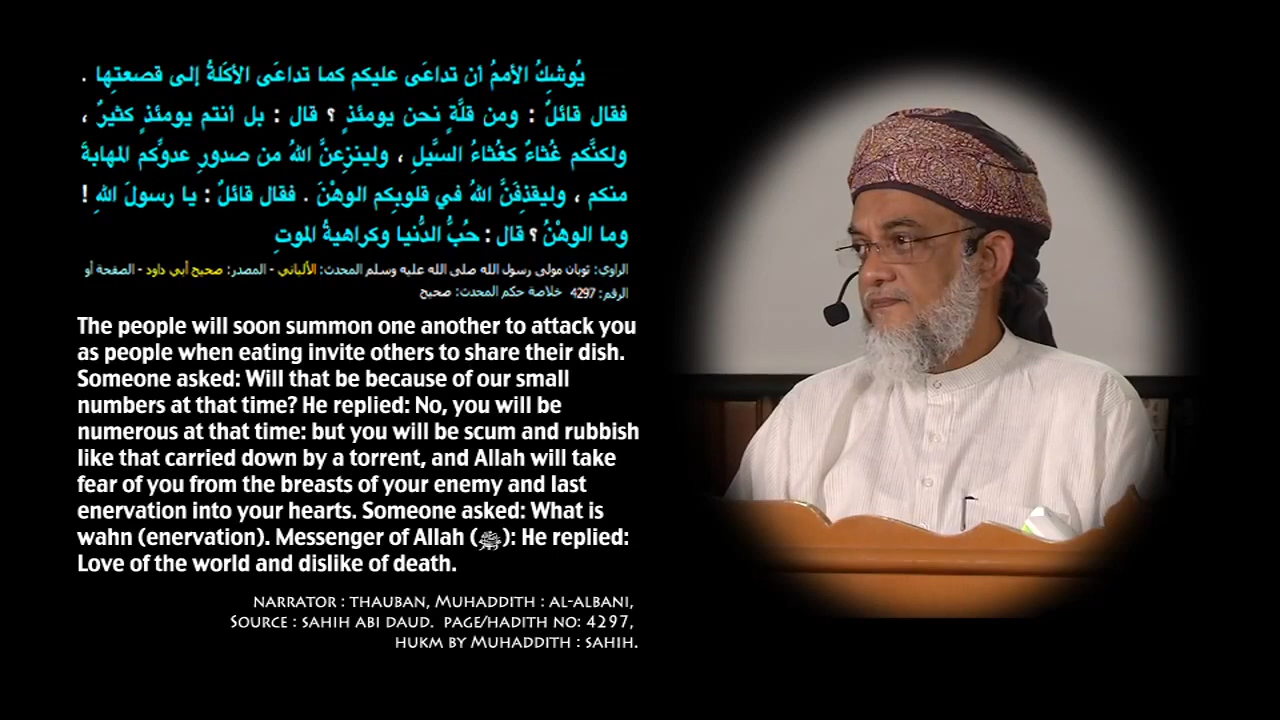 يُوشِكُ الأممُ أن تداعَى عليكم كما تداعَى الأكَلةُ إلى قصعتِها .
فقال قائلٌ : ومن قلَّةٍ نحن يومئذٍ ؟ قال : بل أنتم يومئذٍ كثيرٌ ،
ولكنَّكم غُثاءٌ كغُثاءُ السَّيلِ ، ولينزِعنَّ اللهُ من صدورِ عدوِّكم المهابةَ
منكم ، وليقذفَنَّ اللهُ في قلوبِكم الوهْنَ . فقال قائلٌ : يا رسولَ اللهِ !
وما الوهْنُ ؟ قال : حُبُّ الدُّنيا وكراهيةُ الموتِ
الراوي: ثوبان مولى رسول الله صلى الله عليه وسلم المحدث: الألباني - المصدر: صحيح أبي داود - الصفحة أو
الرقم: 4297 خلاصة حكم المحدث: صحيح
The people will soon summon one another to attack you
as people when eating invite others to share their dish.
Someone asked: Will that be because of our small
numbers at that time? He replied: No, you will be
numerous at that time: but you will be scum and rubbish
like that carried down by a torrent, and Allah will take
fear of you from the breasts of your enemy and last
enervation into your hearts. Someone asked: What is
wahn (enervation). Messenger of Allah (ﷺ): He replied:
Love of the world and dislike of death.
NARRATOR : THAUBAN, MUHADDITH : AL-ALBANI,
SOURCE : SAHIH ABI DAUD. PAGE/HADITH NO: 4297,
HUKM BY MUHADDITH : SAHIH.